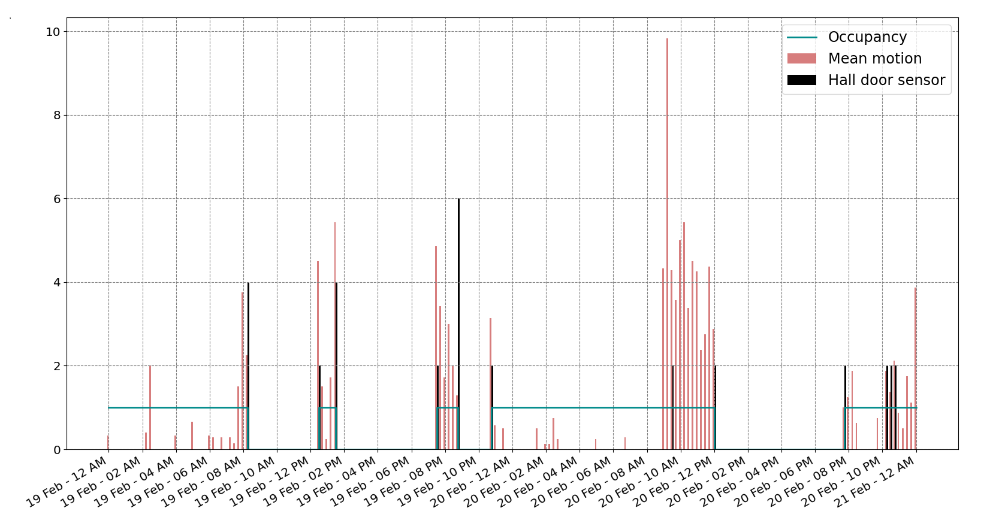 10
8
6
4
2
0
Occupancy
Mean motion
Hall door sensor
19 Feb - 12 AM
19 Feb - 02 AM
19 Feb - 04 AM
19 Feb - 06 AM
19 Feb - 08 AM
19 Feb - 10 AM
19 Feb - 12 PM
19 Feb - 02 PM
19 Feb - 04 PM
19 Feb - 06 PM
19 Feb - 08 PM
19 Feb - 10 PM
20 Feb - 12 AM
20 Feb - 02 AM
20 Feb - 04 AM
20 Feb - 06 AM
20 Feb - 08 AM
20 Feb - 10 AM
20 Feb - 12 PM
20 Feb - 02 PM
20 Feb - 04 PM
20 Feb - 06 PM
20 Feb - 08 PM
20 Feb - 10 PM
21 Feb - 12 AM